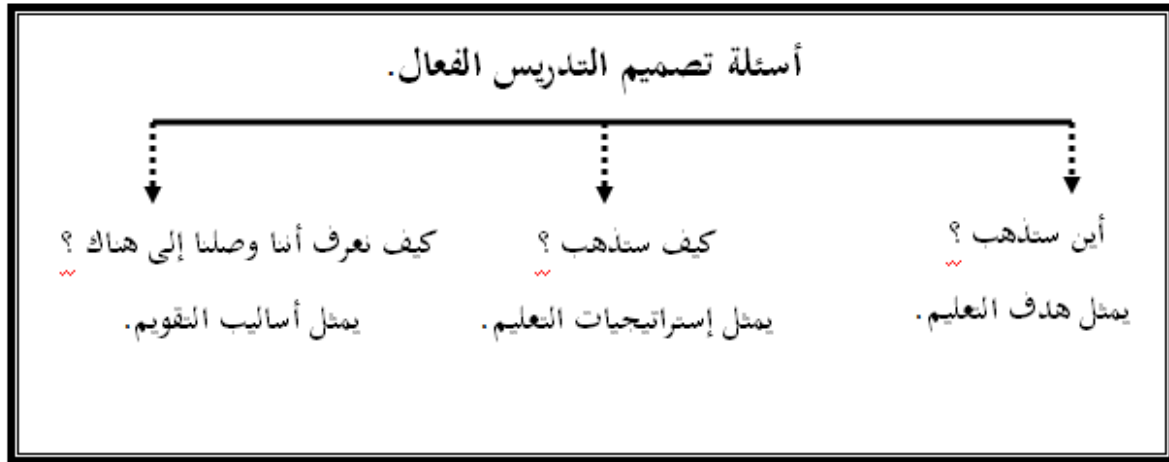 أسئلة تصميم التدريس الفعال.
أين ستذهب ؟
يمثل هدف التعليم.
كيف ستذهب ؟
يمثل إستراتيجيات التعليم.
كيف نعرف أننا وصلنا إلى هناك ؟
يمثل أساليب التقويم.